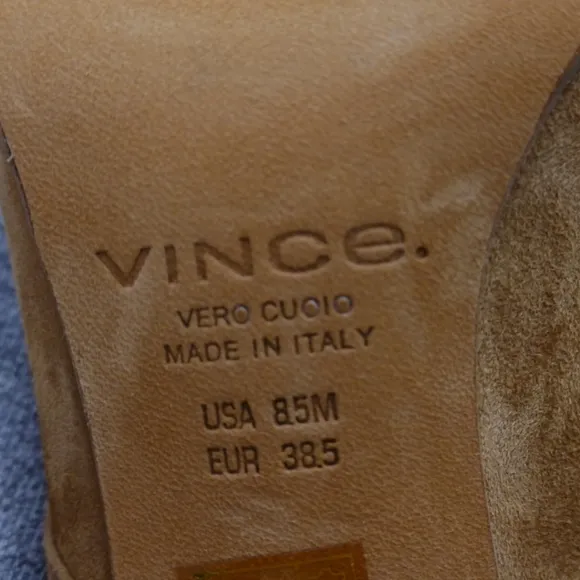 VINCe.
VERO CUOIO
MADE IN ITALY
USA 8.5M
EUR 38.5